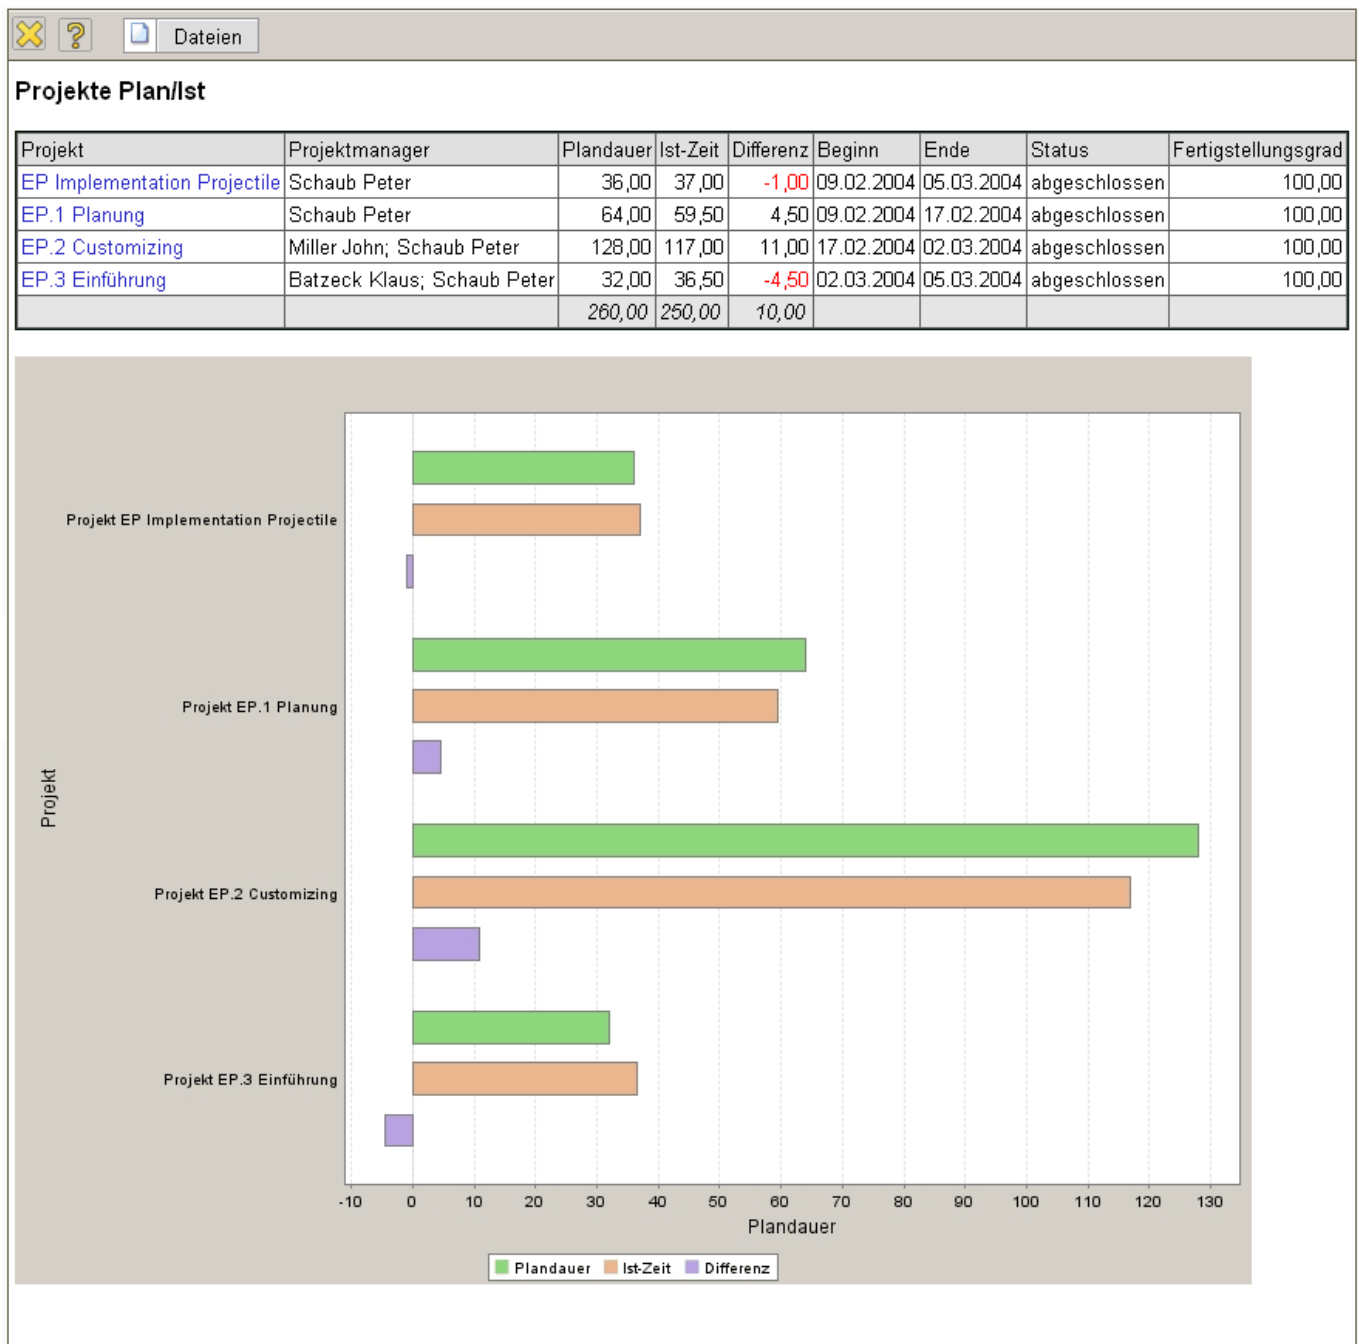 Dateien
Projekte Plan/Ist
Projekt Projektmanager Plandauer Ist-Zeit Differenz Beginn Ende Status Fertigstellungsgrad
EP Implementation Projectile Schaub Peter 36,00 37,00 -1,00 09.02.2004 05.03.2004 abgeschlossen 100,00
EP.1 Planung Schaub Peter 64,00 59,50 4,50 09.02.2004 17.02.2004 abgeschlossen 100,00
EP.2 Customizing Miller John; Schaub Peter 128,00 117,00 11,00 17.02.2004 02.03.2004 abgeschlossen 100,00
EP.3 Einführung Batzeck Klaus; Schaub Peter 32,00 36,50 -4,50 02.03.2004 05.03.2004 abgeschlossen 100,00
260,00 250,00 10,00
Projekt EP Implementation Projectile
Projekt EP.1 Planung
Projekt
Projekt EP.2 Customizing
Projekt EP.3 Einführung
-10 0 10 20 30 40 50 60 70 80 90 100 110 120 130
Plandauer
Plandauer Ist-Zeit Differenz